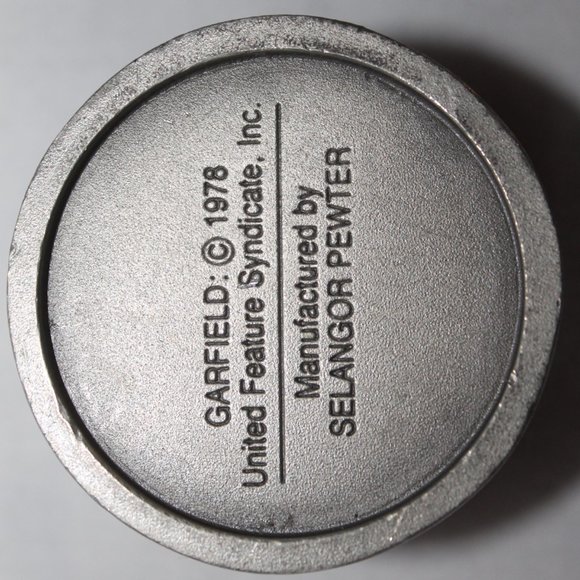 GARFIELD: © 1978
United Feature Syndicate, Inc.
Manufactured by
SELANGOR PEWTER